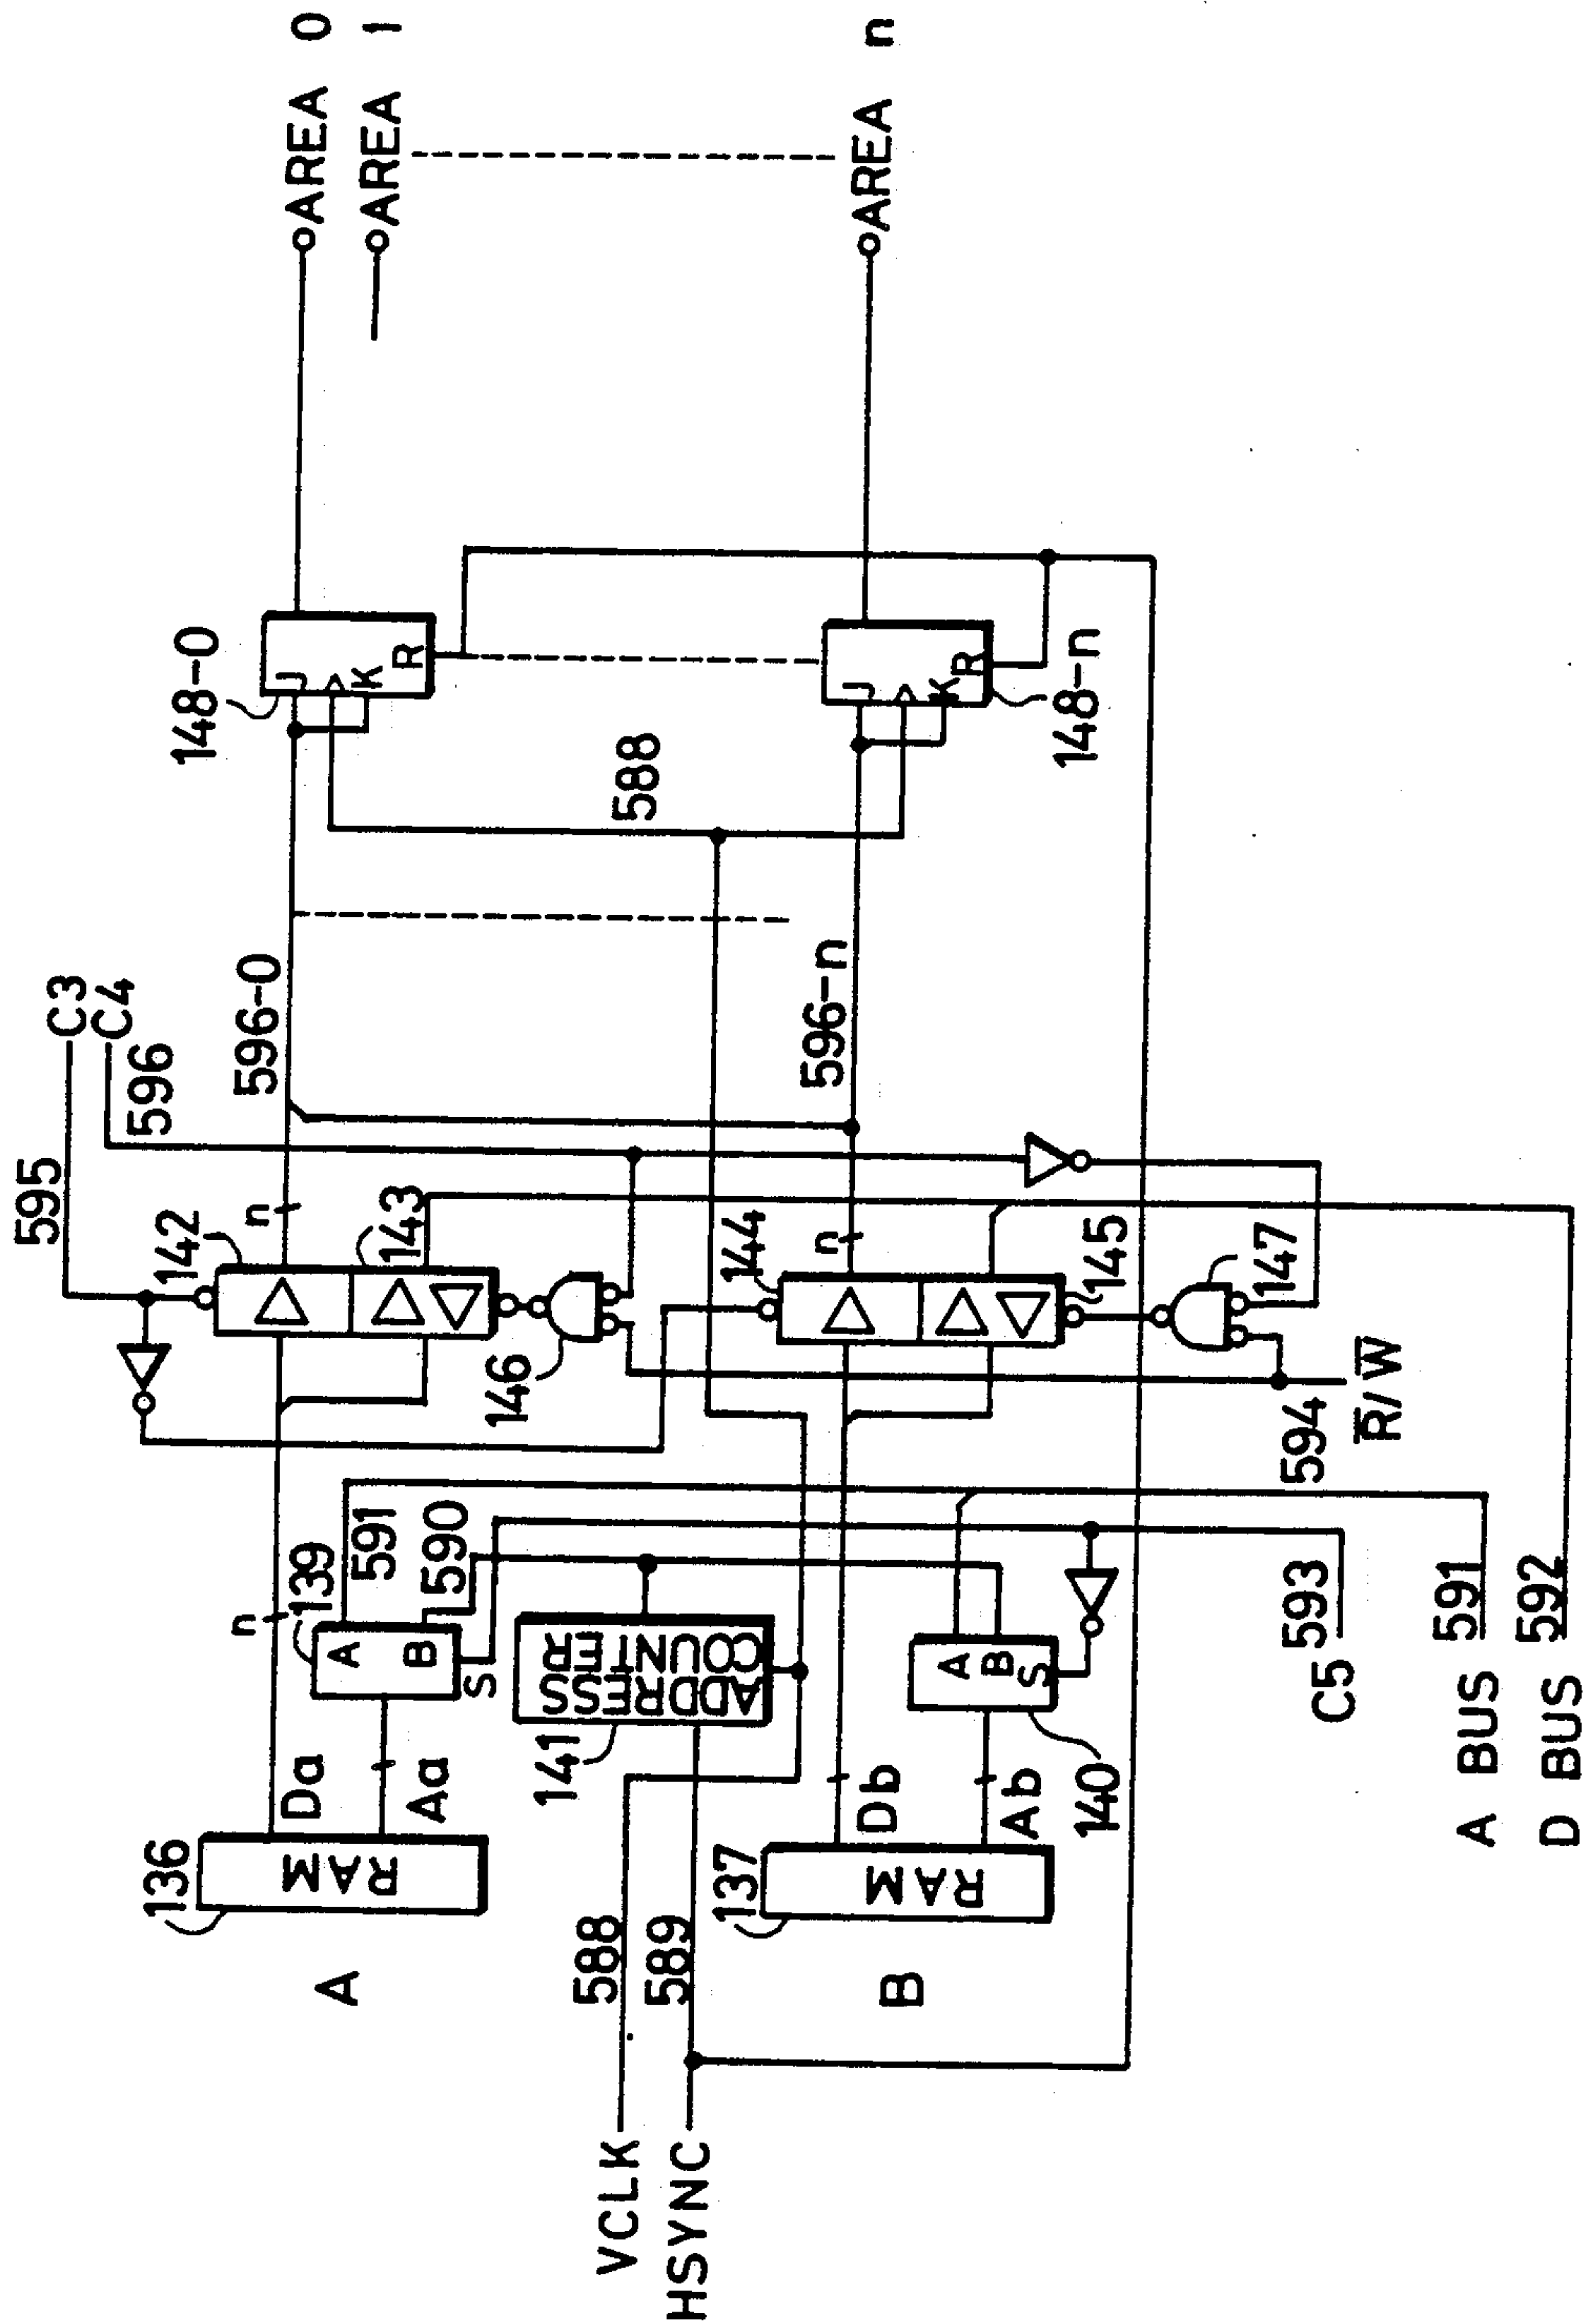 C3
C4
595
596
596-0
148-0
AREA 0
AREA 1
n
142
143
J
K
R
136
RAM
A
Da
Aa
n
139
A
B
S
591
590
146
588
VCLK
588
HSYNC
589
141
ADDRESS
COUNTER
144
n
145
596-n
J
K
R
148-n
AREA n
137
RAM
B
Db
Ab
A
B
S
140
147
594
R̅/W̅
C5
593
A BUS
591
D BUS
592